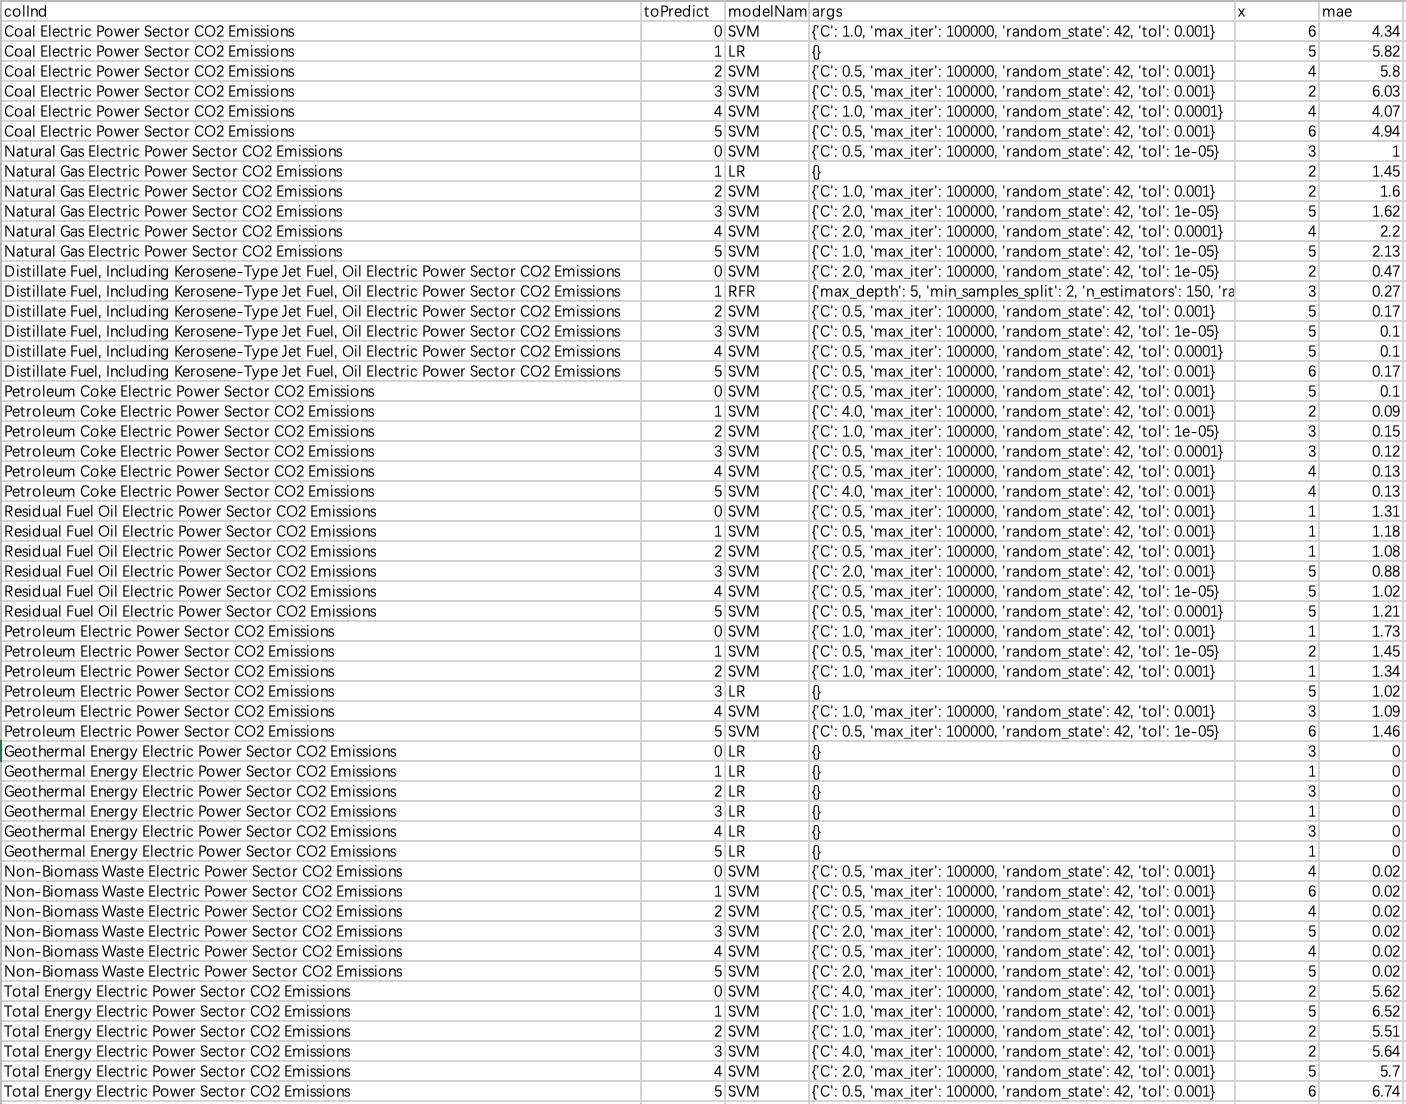 colInd toPredict modelNam args x mae
Coal Electric Power Sector CO2 Emissions 0 SVM {'C': 1.0, 'max_iter': 100000, 'random_state': 42, 'tol': 0.001} 6 4.34
Coal Electric Power Sector CO2 Emissions 1 LR {} 5 5.82
Coal Electric Power Sector CO2 Emissions 2 SVM {'C': 0.5, 'max_iter': 100000, 'random_state': 42, 'tol': 0.001} 4 5.8
Coal Electric Power Sector CO2 Emissions 3 SVM {'C': 0.5, 'max_iter': 100000, 'random_state': 42, 'tol': 0.001} 2 6.03
Coal Electric Power Sector CO2 Emissions 4 SVM {'C': 1.0, 'max_iter': 100000, 'random_state': 42, 'tol': 0.0001} 4 4.07
Coal Electric Power Sector CO2 Emissions 5 SVM {'C': 0.5, 'max_iter': 100000, 'random_state': 42, 'tol': 0.001} 6 4.94
Natural Gas Electric Power Sector CO2 Emissions 0 SVM {'C': 0.5, 'max_iter': 100000, 'random_state': 42, 'tol': 1e-05} 3 1
Natural Gas Electric Power Sector CO2 Emissions 1 LR {} 2 1.45
Natural Gas Electric Power Sector CO2 Emissions 2 SVM {'C': 1.0, 'max_iter': 100000, 'random_state': 42, 'tol': 0.001} 2 1.6
Natural Gas Electric Power Sector CO2 Emissions 3 SVM {'C': 2.0, 'max_iter': 100000, 'random_state': 42, 'tol': 1e-05} 5 1.62
Natural Gas Electric Power Sector CO2 Emissions 4 SVM {'C': 2.0, 'max_iter': 100000, 'random_state': 42, 'tol': 0.0001} 4 2.2
Natural Gas Electric Power Sector CO2 Emissions 5 SVM {'C': 1.0, 'max_iter': 100000, 'random_state': 42, 'tol': 1e-05} 5 2.13
Distillate Fuel, Including Kerosene-Type Jet Fuel, Oil Electric Power Sector CO2 Emissions 0 SVM {'C': 2.0, 'max_iter': 100000, 'random_state': 42, 'tol': 1e-05} 2 0.47
Distillate Fuel, Including Kerosene-Type Jet Fuel, Oil Electric Power Sector CO2 Emissions 1 RFR {'max_depth': 5, 'min_samples_split': 2, 'n_estimators': 150, 'ra 3 0.27
Distillate Fuel, Including Kerosene-Type Jet Fuel, Oil Electric Power Sector CO2 Emissions 2 SVM {'C': 0.5, 'max_iter': 100000, 'random_state': 42, 'tol': 0.001} 5 0.17
Distillate Fuel, Including Kerosene-Type Jet Fuel, Oil Electric Power Sector CO2 Emissions 3 SVM {'C': 0.5, 'max_iter': 100000, 'random_state': 42, 'tol': 1e-05} 5 0.1
Distillate Fuel, Including Kerosene-Type Jet Fuel, Oil Electric Power Sector CO2 Emissions 4 SVM {'C': 0.5, 'max_iter': 100000, 'random_state': 42, 'tol': 0.0001} 5 0.1
Distillate Fuel, Including Kerosene-Type Jet Fuel, Oil Electric Power Sector CO2 Emissions 5 SVM {'C': 0.5, 'max_iter': 100000, 'random_state': 42, 'tol': 0.001} 6 0.17
Petroleum Coke Electric Power Sector CO2 Emissions 0 SVM {'C': 0.5, 'max_iter': 100000, 'random_state': 42, 'tol': 0.001} 5 0.1
Petroleum Coke Electric Power Sector CO2 Emissions 1 SVM {'C': 4.0, 'max_iter': 100000, 'random_state': 42, 'tol': 0.001} 2 0.09
Petroleum Coke Electric Power Sector CO2 Emissions 2 SVM {'C': 1.0, 'max_iter': 100000, 'random_state': 42, 'tol': 1e-05} 3 0.15
Petroleum Coke Electric Power Sector CO2 Emissions 3 SVM {'C': 0.5, 'max_iter': 100000, 'random_state': 42, 'tol': 0.0001} 3 0.12
Petroleum Coke Electric Power Sector CO2 Emissions 4 SVM {'C': 0.5, 'max_iter': 100000, 'random_state': 42, 'tol': 0.001} 4 0.13
Petroleum Coke Electric Power Sector CO2 Emissions 5 SVM {'C': 4.0, 'max_iter': 100000, 'random_state': 42, 'tol': 0.001} 4 0.13
Residual Fuel Oil Electric Power Sector CO2 Emissions 0 SVM {'C': 0.5, 'max_iter': 100000, 'random_state': 42, 'tol': 0.001} 1 1.31
Residual Fuel Oil Electric Power Sector CO2 Emissions 1 SVM {'C': 0.5, 'max_iter': 100000, 'random_state': 42, 'tol': 0.001} 1 1.18
Residual Fuel Oil Electric Power Sector CO2 Emissions 2 SVM {'C': 0.5, 'max_iter': 100000, 'random_state': 42, 'tol': 0.001} 1 1.08
Residual Fuel Oil Electric Power Sector CO2 Emissions 3 SVM {'C': 2.0, 'max_iter': 100000, 'random_state': 42, 'tol': 0.001} 5 0.88
Residual Fuel Oil Electric Power Sector CO2 Emissions 4 SVM {'C': 0.5, 'max_iter': 100000, 'random_state': 42, 'tol': 1e-05} 5 1.02
Residual Fuel Oil Electric Power Sector CO2 Emissions 5 SVM {'C': 0.5, 'max_iter': 100000, 'random_state': 42, 'tol': 0.0001} 5 1.21
Petroleum Electric Power Sector CO2 Emissions 0 SVM {'C': 1.0, 'max_iter': 100000, 'random_state': 42, 'tol': 0.001} 1 1.73
Petroleum Electric Power Sector CO2 Emissions 1 SVM {'C': 0.5, 'max_iter': 100000, 'random_state': 42, 'tol': 1e-05} 2 1.45
Petroleum Electric Power Sector CO2 Emissions 2 SVM {'C': 1.0, 'max_iter': 100000, 'random_state': 42, 'tol': 0.001} 1 1.34
Petroleum Electric Power Sector CO2 Emissions 3 LR {} 5 1.02
Petroleum Electric Power Sector CO2 Emissions 4 SVM {'C': 1.0, 'max_iter': 100000, 'random_state': 42, 'tol': 0.001} 3 1.09
Petroleum Electric Power Sector CO2 Emissions 5 SVM {'C': 0.5, 'max_iter': 100000, 'random_state': 42, 'tol': 1e-05} 6 1.46
Geothermal Energy Electric Power Sector CO2 Emissions 0 LR {} 3 0
Geothermal Energy Electric Power Sector CO2 Emissions 1 LR {} 1 0
Geothermal Energy Electric Power Sector CO2 Emissions 2 LR {} 3 0
Geothermal Energy Electric Power Sector CO2 Emissions 3 LR {} 1 0
Geothermal Energy Electric Power Sector CO2 Emissions 4 LR {} 3 0
Geothermal Energy Electric Power Sector CO2 Emissions 5 LR {} 1 0
Non-Biomass Waste Electric Power Sector CO2 Emissions 0 SVM {'C': 0.5, 'max_iter': 100000, 'random_state': 42, 'tol': 0.001} 4 0.02
Non-Biomass Waste Electric Power Sector CO2 Emissions 1 SVM {'C': 0.5, 'max_iter': 100000, 'random_state': 42, 'tol': 0.001} 6 0.02
Non-Biomass Waste Electric Power Sector CO2 Emissions 2 SVM {'C': 0.5, 'max_iter': 100000, 'random_state': 42, 'tol': 0.001} 4 0.02
Non-Biomass Waste Electric Power Sector CO2 Emissions 3 SVM {'C': 2.0, 'max_iter': 100000, 'random_state': 42, 'tol': 0.001} 5 0.02
Non-Biomass Waste Electric Power Sector CO2 Emissions 4 SVM {'C': 0.5, 'max_iter': 100000, 'random_state': 42, 'tol': 0.001} 4 0.02
Non-Biomass Waste Electric Power Sector CO2 Emissions 5 SVM {'C': 2.0, 'max_iter': 100000, 'random_state': 42, 'tol': 0.001} 5 0.02
Total Energy Electric Power Sector CO2 Emissions 0 SVM {'C': 4.0, 'max_iter': 100000, 'random_state': 42, 'tol': 0.001} 2 5.62
Total Energy Electric Power Sector CO2 Emissions 1 SVM {'C': 1.0, 'max_iter': 100000, 'random_state': 42, 'tol': 0.001} 5 6.52
Total Energy Electric Power Sector CO2 Emissions 2 SVM {'C': 1.0, 'max_iter': 100000, 'random_state': 42, 'tol': 0.001} 2 5.51
Total Energy Electric Power Sector CO2 Emissions 3 SVM {'C': 4.0, 'max_iter': 100000, 'random_state': 42, 'tol': 0.001} 2 5.64
Total Energy Electric Power Sector CO2 Emissions 4 SVM {'C': 2.0, 'max_iter': 100000, 'random_state': 42, 'tol': 0.001} 5 5.7
Total Energy Electric Power Sector CO2 Emissions 5 SVM {'C': 0.5, 'max_iter': 100000, 'random_state': 42, 'tol': 0.001} 6 6.74